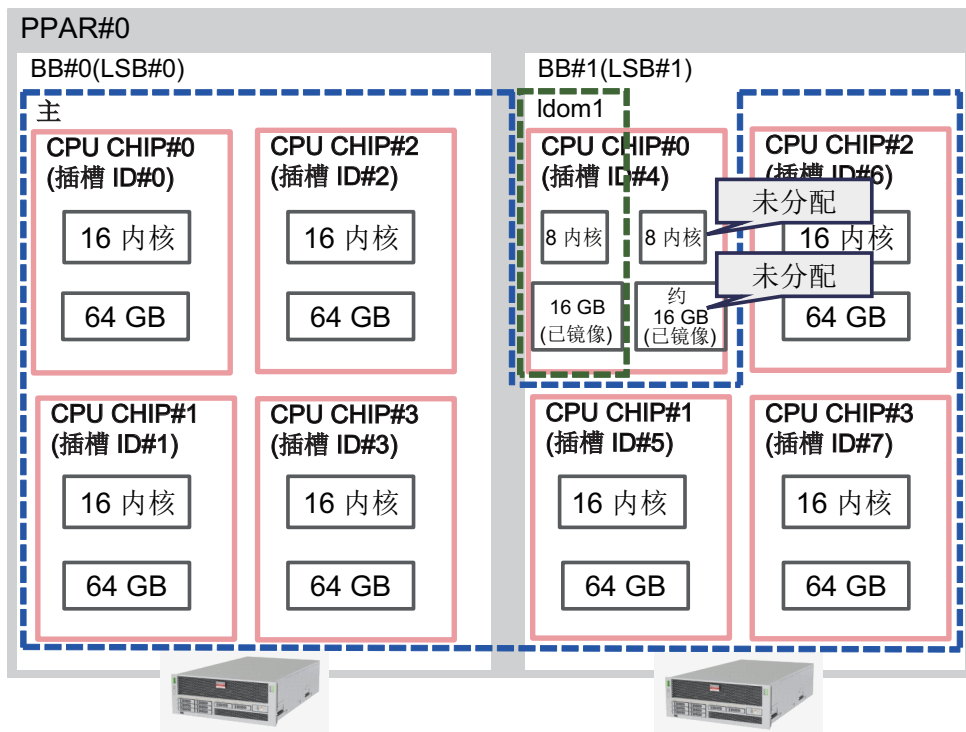 PPAR#0
BB#0(LSB#0)
主
CPU CHIP#0
(插槽 ID#0)
16 内核
64 GB
CPU CHIP#2
(插槽 ID#2)
16 内核
64 GB
CPU CHIP#1
(插槽 ID#1)
16 内核
64 GB
CPU CHIP#3
(插槽 ID#3)
16 内核
64 GB
BB#1(LSB#1)
ldom1
CPU CHIP#0
(插槽 ID#4)
8 内核
8 内核
未分配
16 GB
(已镜像)
约
16 GB
(已镜像)
未分配
CPU CHIP#2
(插槽 ID#6)
16 内核
64 GB
CPU CHIP#1
(插槽 ID#5)
16 内核
64 GB
CPU CHIP#3
(插槽 ID#7)
16 内核
64 GB